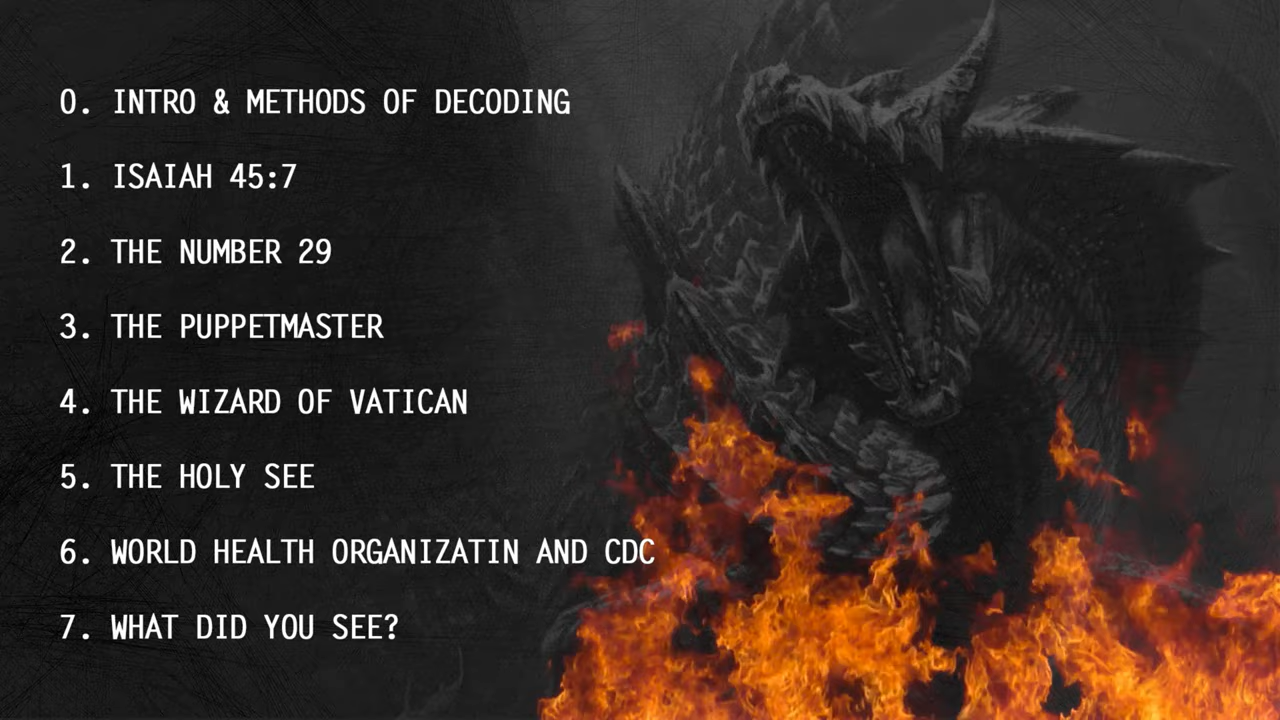 0. INTRO & METHODS OF DECODING
1. ISAIAH 45:7
2. THE NUMBER 29
3. THE PUPPETMASTER
4. THE WIZARD OF VATICAN
5. THE HOLY SEE
6. WORLD HEALTH ORGANIZATIN AND CDC
7. WHAT DID YOU SEE?